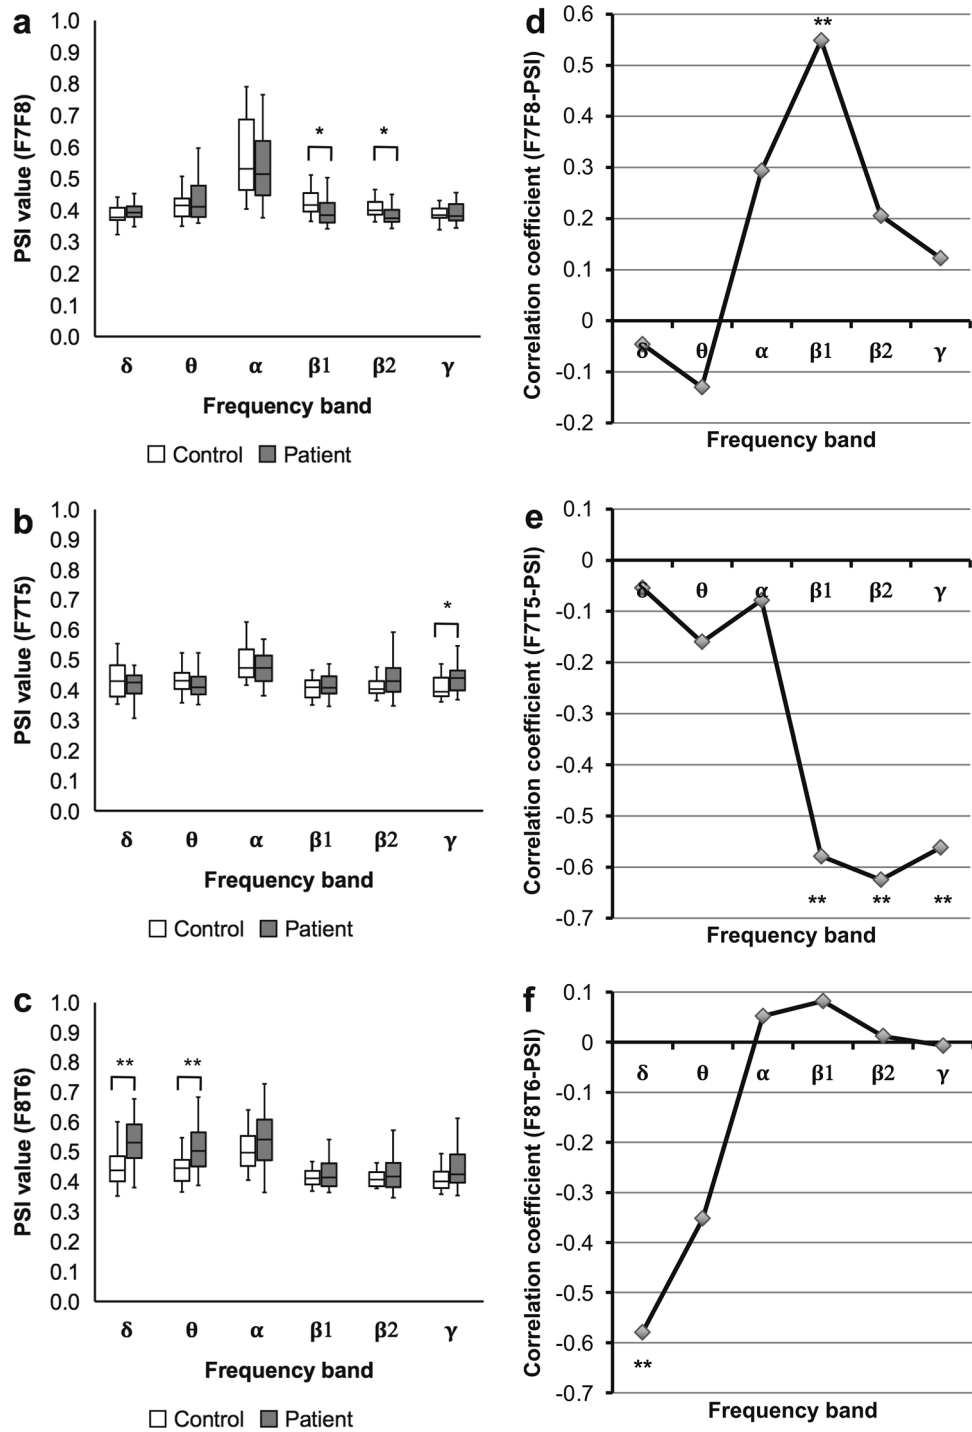 a
PSI value (F7F8)
1.0
0.9
0.8
0.7
0.6
0.5
0.4
0.3
0.2
0.1
0.0
* *
δ θ α β1 β2 γ
Frequency band
Control Patient
d
Correlation coefficient (F7F8-PSI)
0.6
0.5
0.4
0.3
0.2
0.1
0
-0.1
-0.2
**
δ θ α β1 β2 γ
Frequency band
b
PSI value (F7T5)
1.0
0.9
0.8
0.7
0.6
0.5
0.4
0.3
0.2
0.1
0.0
*
δ θ α β1 β2 γ
Frequency band
Control Patient
e
Correlation coefficient (F7T5-PSI)
0.1
0
-0.1
-0.2
-0.3
-0.4
-0.5
-0.6
-0.7
δ θ α β1 β2 γ
** ** **
Frequency band
c
PSI value (F8T6)
1.0
0.9
0.8
0.7
0.6
0.5
0.4
0.3
0.2
0.1
0.0
** **
δ θ α β1 β2 γ
Frequency band
Control Patient
f
Correlation coefficient (F8T6-PSI)
0.1
0
-0.1
-0.2
-0.3
-0.4
-0.5
-0.6
-0.7
δ θ α β1 β2 γ
**
Frequency band